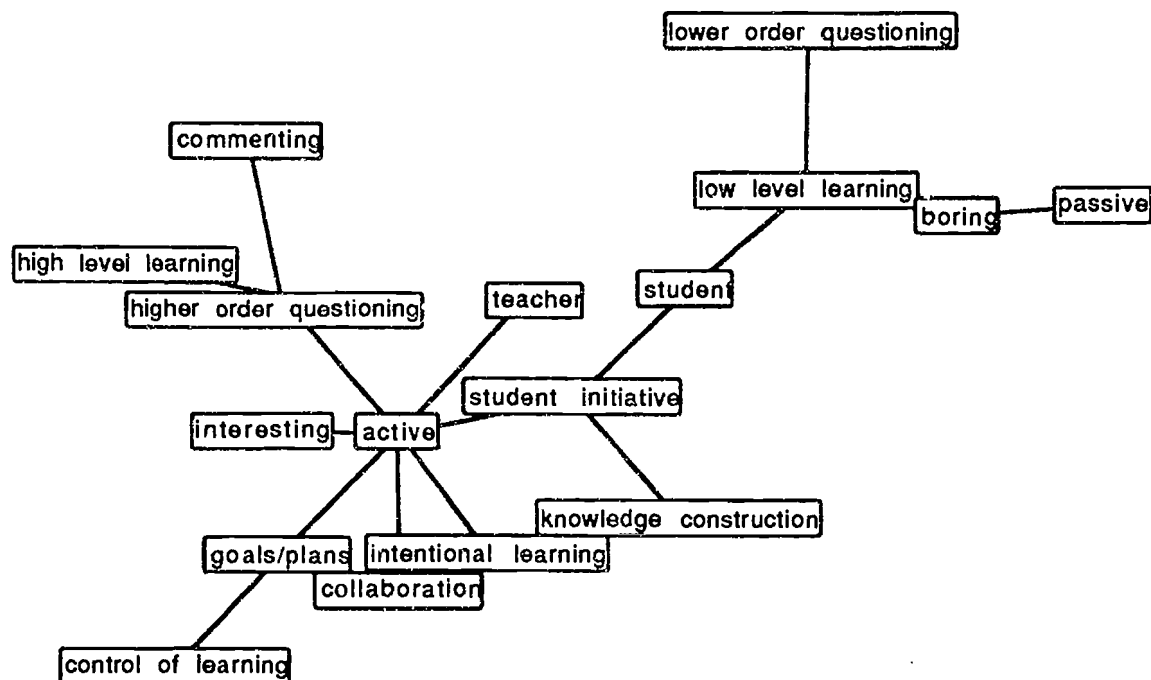 lower order questioning
commenting
low level learning
passive
boring
high level learning
student
teacher
higher order questioning
student initiative
interesting
active
knowledge construction
goals/plans
intentional learning
collaboration
control of learning